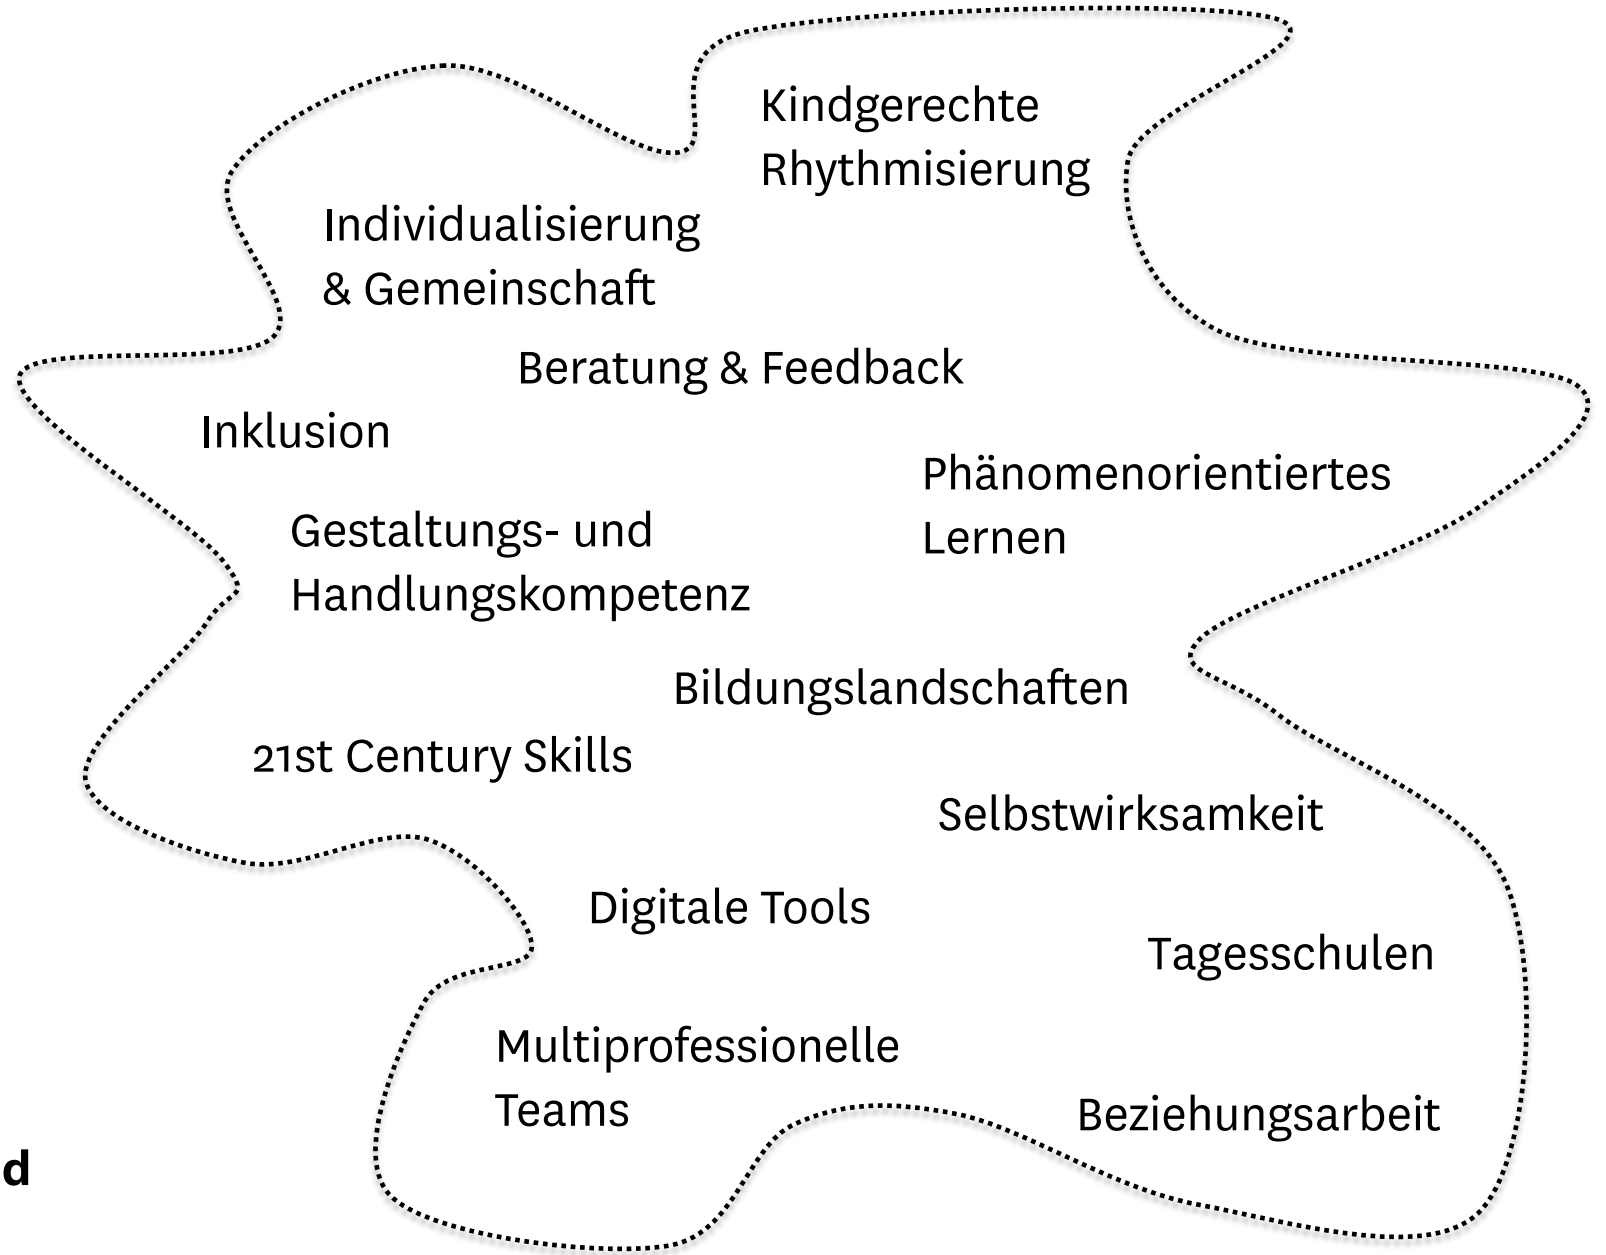 Kindgerechte
Rhythmisierung
Individualisierung
& Gemeinschaft
Beratung & Feedback
Inklusion
Phänomenorientiertes
Lernen
Gestaltungs- und
Handlungskompetenz
Bildungslandschaften
21st Century Skills
Selbstwirksamkeit
Digitale Tools
Tagesschulen
Multiprofessionelle
Teams
Beziehungsarbeit
d